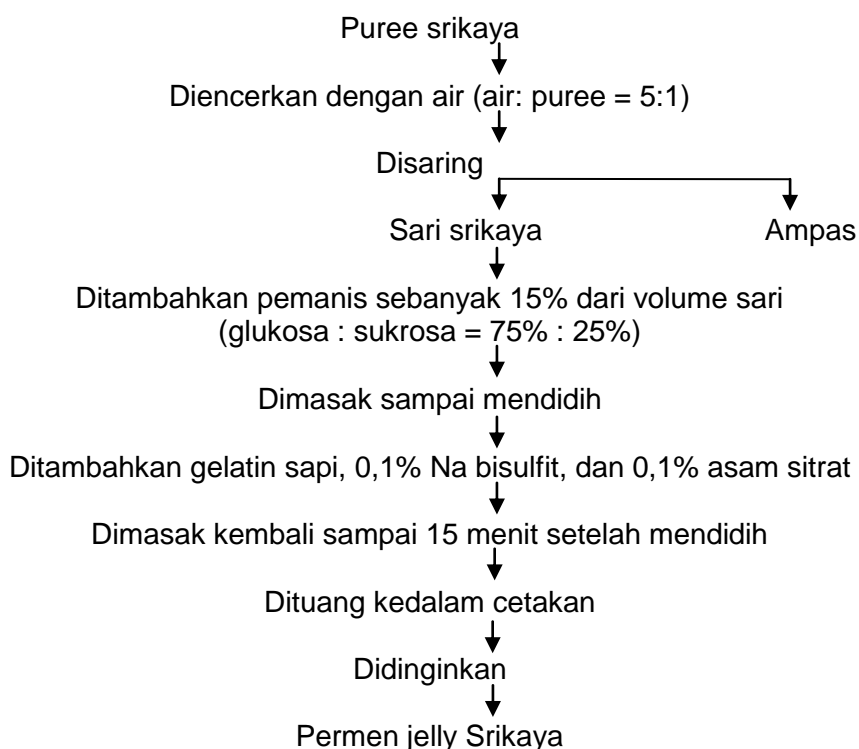 Puree srikaya
Diencerkan dengan air (air: puree = 5:1)
Disaring
Sari srikaya
Ampas
Ditambahkan pemanis sebanyak 15% dari volume sari
(glukosa : sukrosa = 75% : 25%)
Dimasak sampai mendidih
Ditambahkan gelatin sapi, 0,1% Na bisulfit, dan 0,1% asam sitrat
Dimasak kembali sampai 15 menit setelah mendidih
Dituang kedalam cetakan
Didinginkan
Permen jelly Srikaya